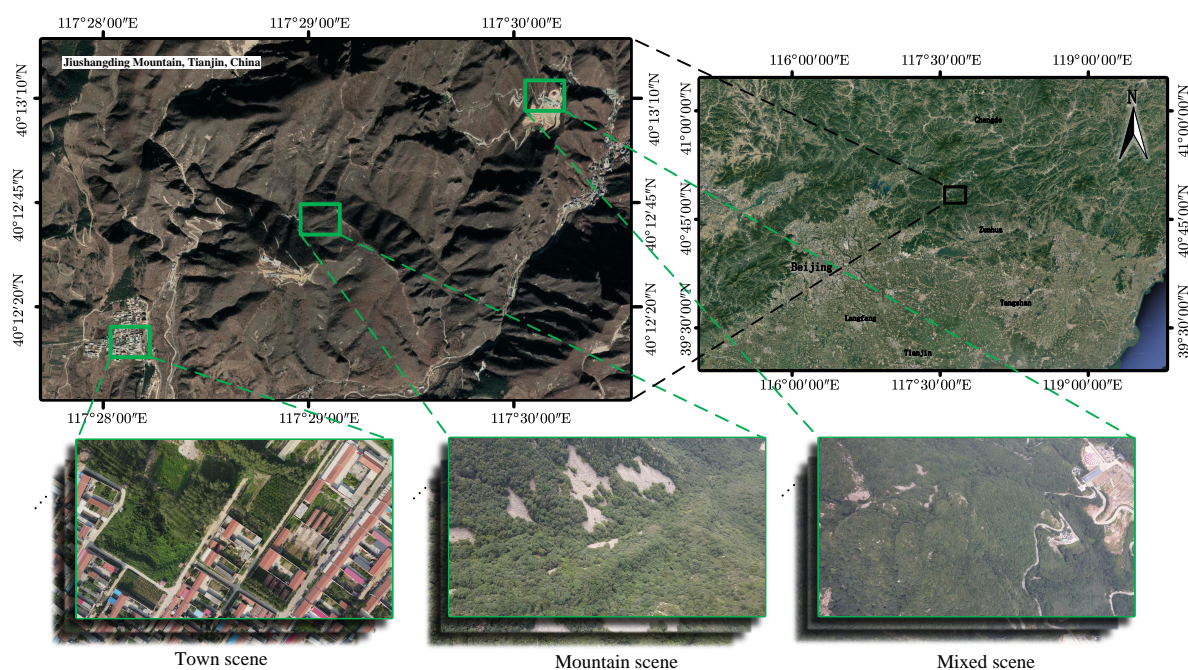 117°28′00″E 117°29′00″E 117°30′00″E
Jiushangding Mountain, Tianjin, China
40°13′10″N
40°12′45″N
40°12′20″N
40°13′10″N
40°12′45″N
40°12′20″N
117°28′00″E 117°29′00″E 117°30′00″E
116°00′00″E 117°30′00″E 119°00′00″E
41°00′00″N
40°45′00″N
39°30′00″N
N
Chengde
Zunhua
Beijing
Tangshan
Langfang
Tianjin
41°00′00″N
40°45′00″N
39°30′00″N
116°00′00″E 117°30′00″E 119°00′00″E
Town scene
Mountain scene
Mixed scene